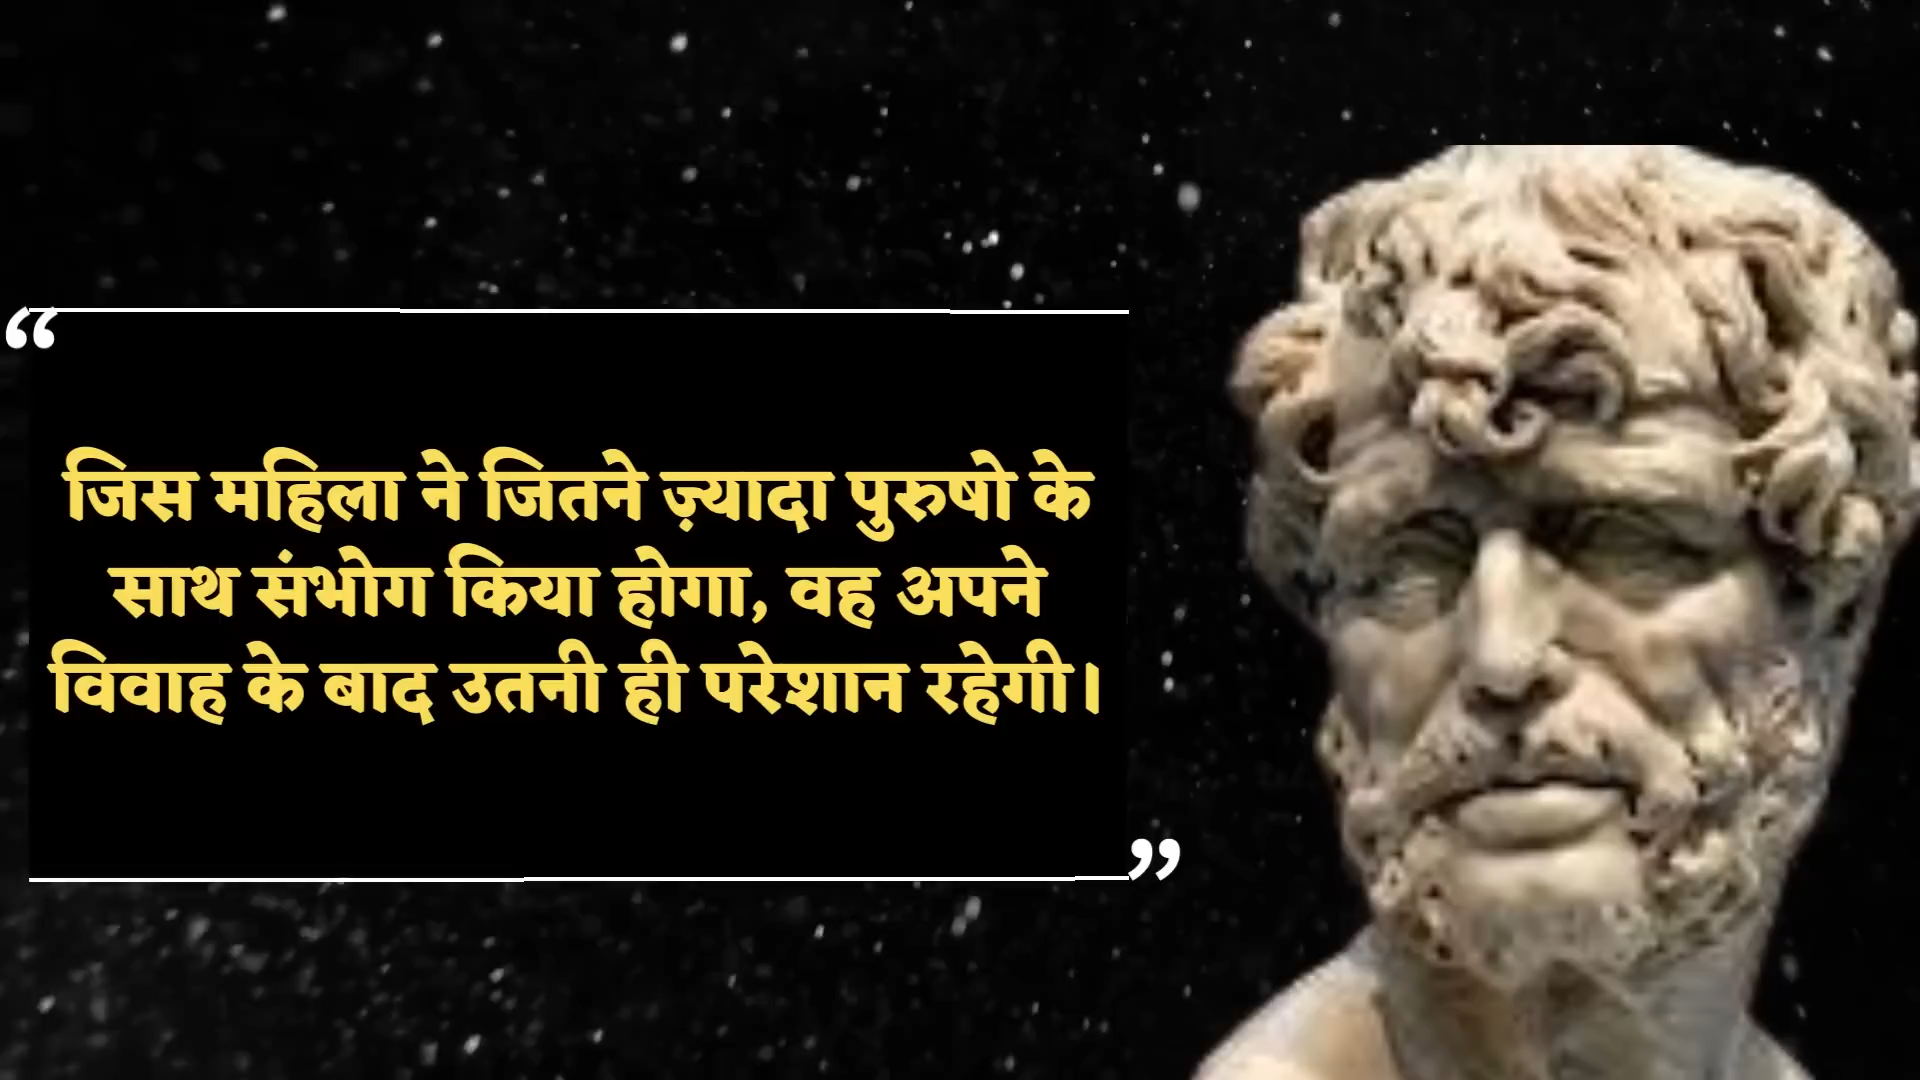 “
जिस महिला ने जितने ज़्यादा पुरुषो के
साथ संभोग किया होगा, वह अपने
विवाह के बाद उतनी ही परेशान रहेगी।
”